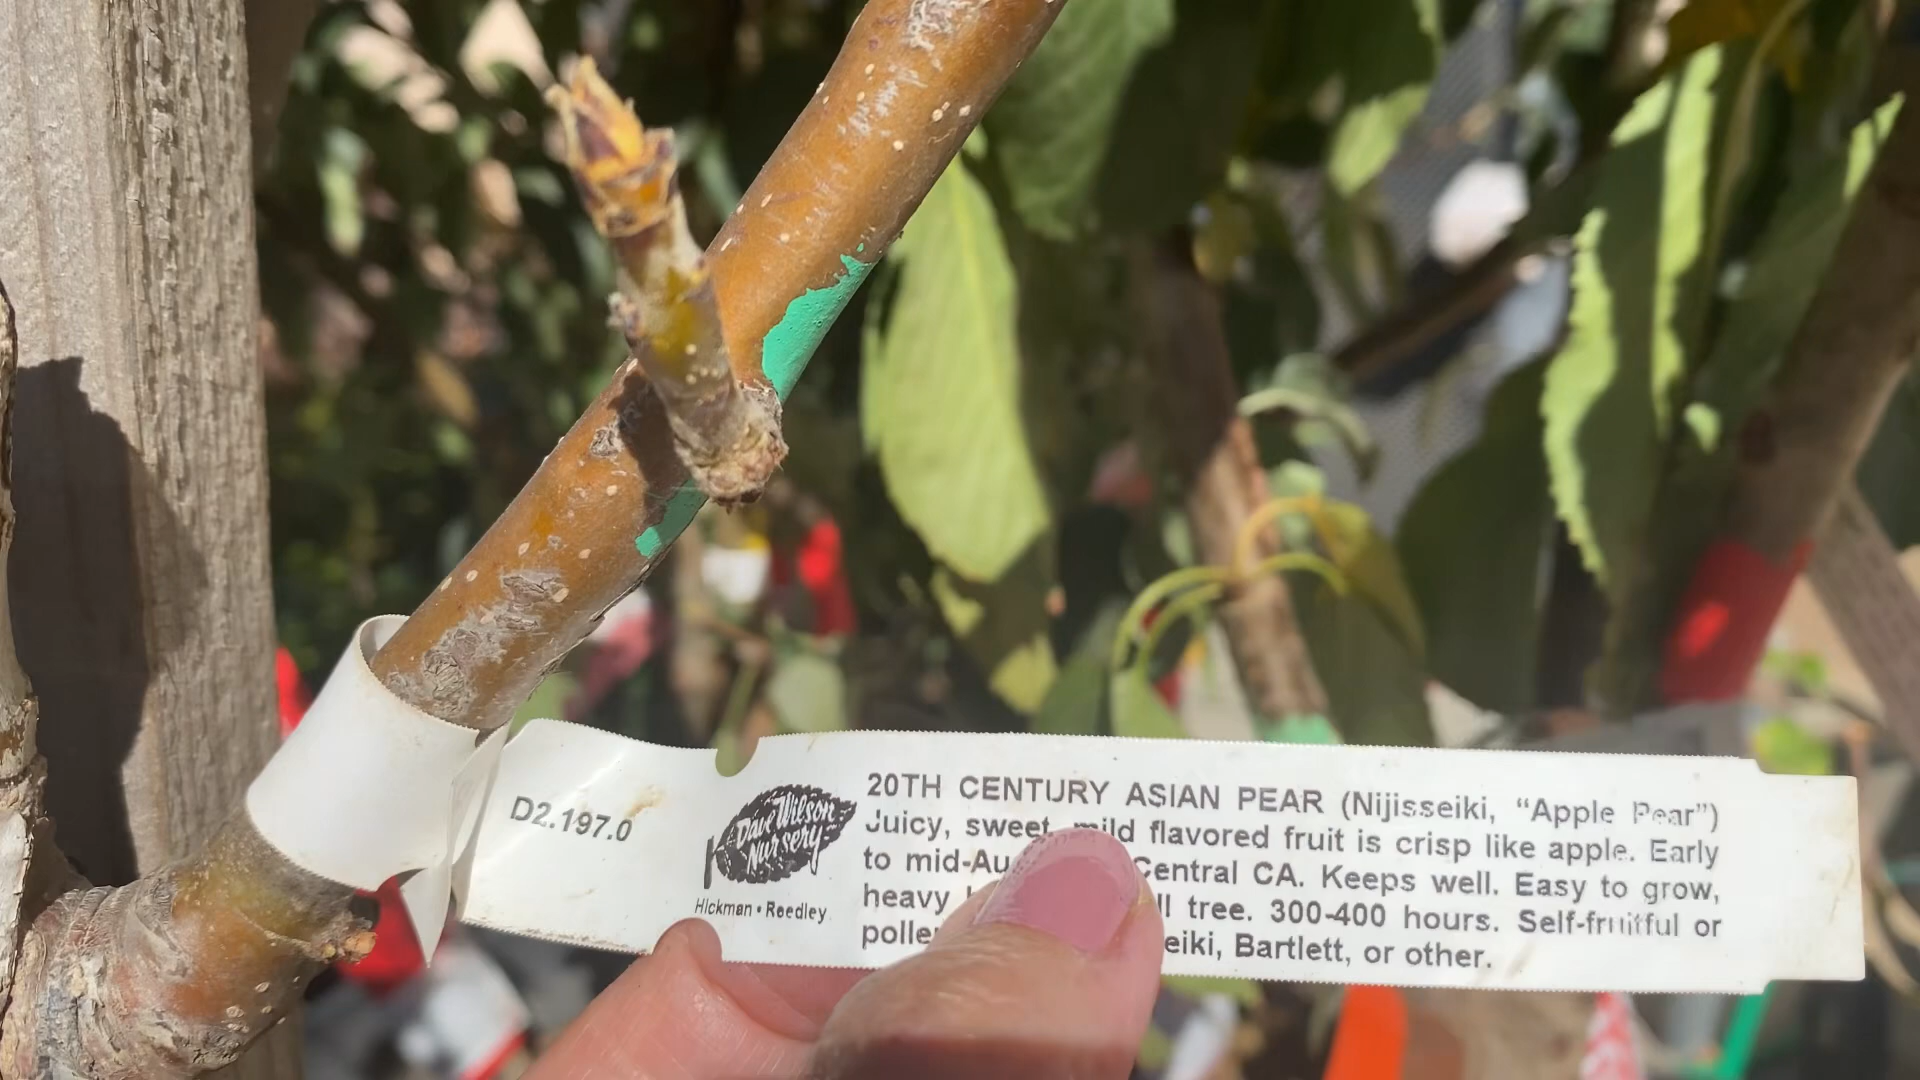 D2.197.0
Dave Wilson
Nursery
Hickman • Reedley
20TH CENTURY ASIAN PEAR (Nijisseiki, “Apple Pear”)
Juicy, sweet, mild flavored fruit is crisp like apple. Early
to mid-Au Central CA. Keeps well. Easy to grow,
heavy ll tree. 300-400 hours. Self-fruitful or
polle eiki, Bartlett, or other.